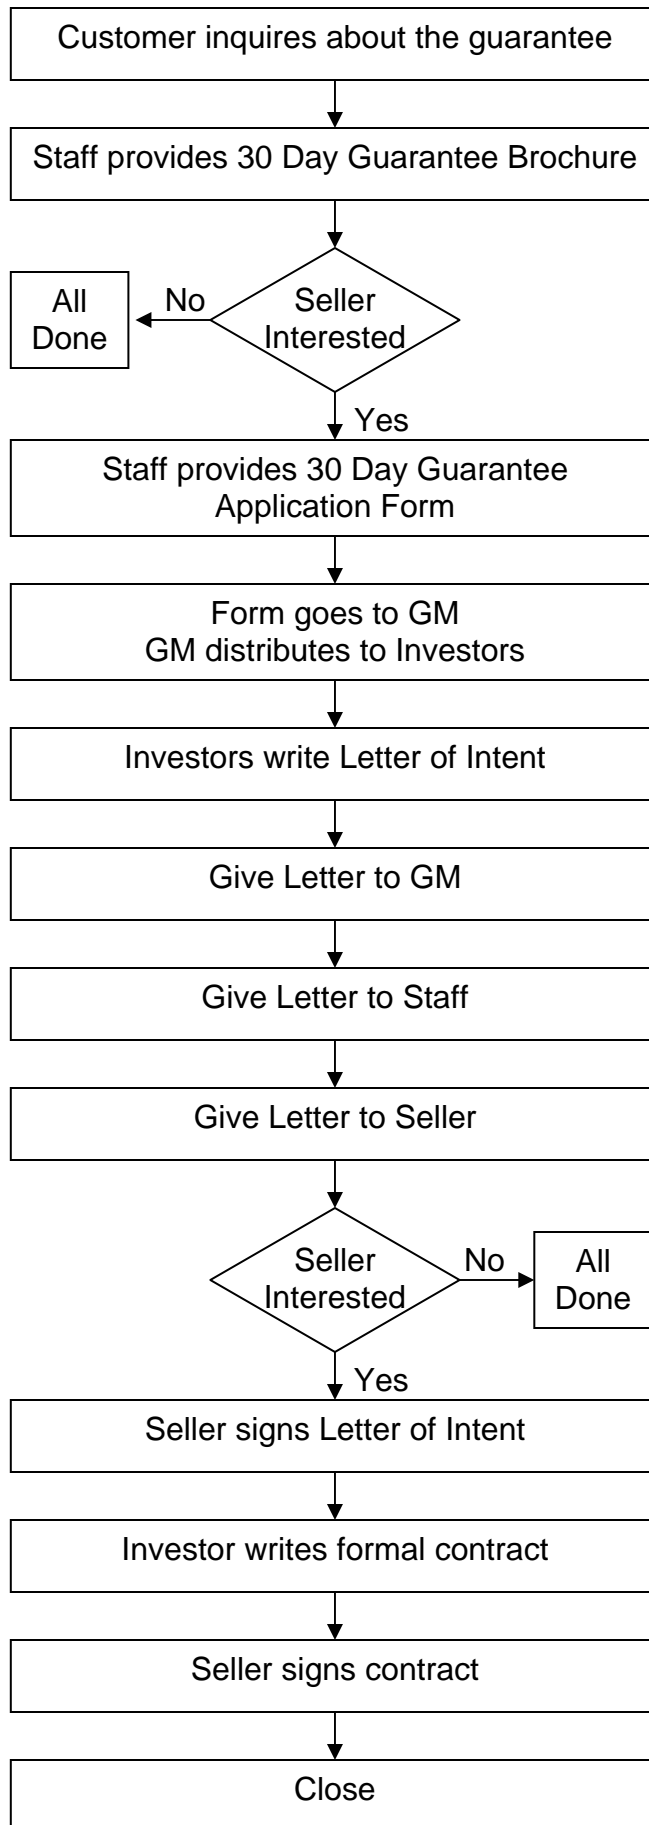 Customer inquires about the guarantee
Staff provides 30 Day Guarantee Brochure
All
Done
No
Seller
Interested
Yes
Staff provides 30 Day Guarantee
Application Form
Form goes to GM
GM distributes to Investors
Investors write Letter of Intent
Give Letter to GM
Give Letter to Staff
Give Letter to Seller
Seller
Interested
No
All
Done
Yes
Seller signs Letter of Intent
Investor writes formal contract
Seller signs contract
Close